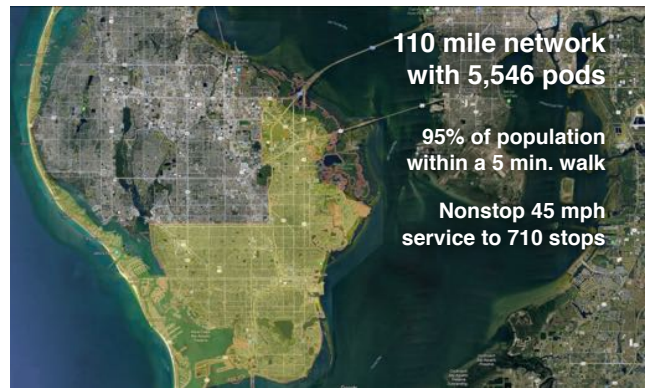 110 mile network
with 5,546 pods
95% of population
within a 5 min. walk
Nonstop 45 mph
service to 710 stops